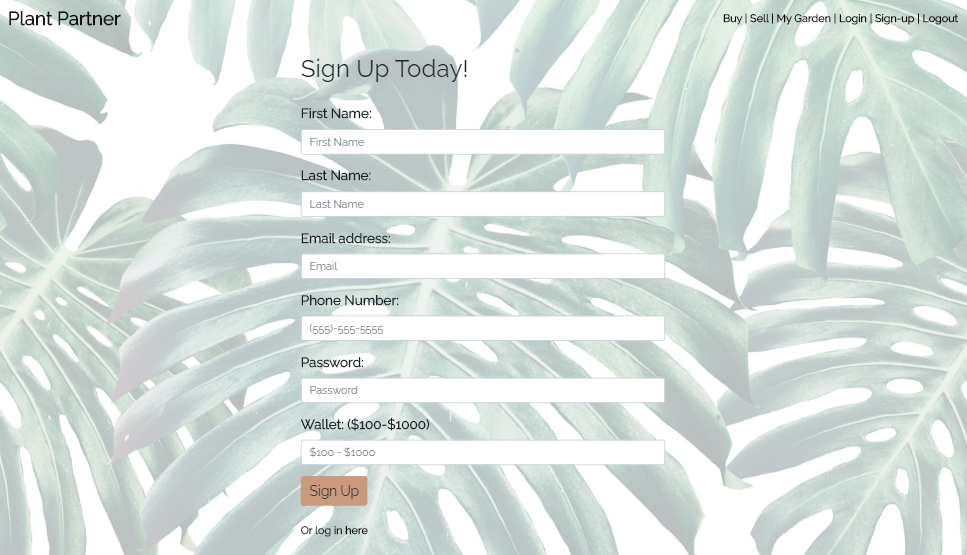 Plant Partner
Buy | Sell | My Garden | Login | Sign-up | Logout
Sign Up Today!
First Name:
First Name
Last Name:
Last Name
Email address:
Email
Phone Number:
(555)-555-5555
Password:
Password
Wallet: ($100-$1000)
$100 - $1000
Sign Up
Or log in here